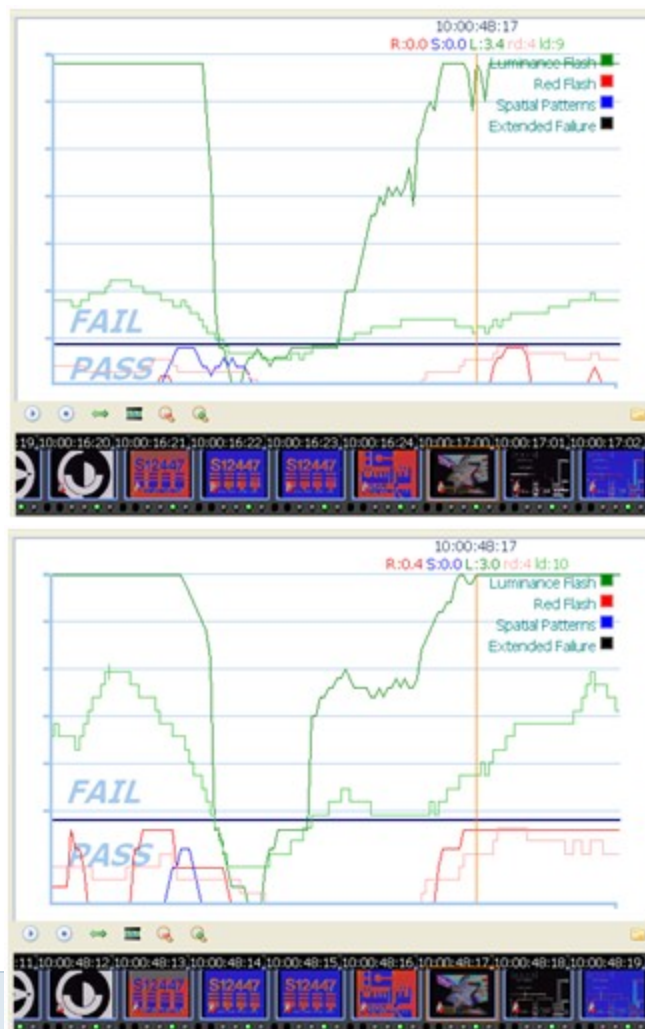 10:00:48:17
R:0.0 S:0.0 L:3.4 rd:4 ld:9
Luminance Flash
Red Flash
Spatial Patterns
Extended Failure
FAIL
PASS
:19, 10:00:16:20, 10:00:16:21, 10:00:16:22, 10:00:16:23, 10:00:16:24, 10:00:17:00, 10:00:17:01, 10:00:17:02,
S12447 S12447 S12447
10:00:48:17
R:0.4 S:0.0 L:3.0 rd:4 ld:10
Luminance Flash
Red Flash
Spatial Patterns
Extended Failure
FAIL
PASS
:11, 10:00:48:12, 10:00:48:13, 10:00:48:14, 10:00:48:15, 10:00:48:16, 10:00:48:17, 10:00:48:18, 10:00:48:19,
S12447 S12447 S12447